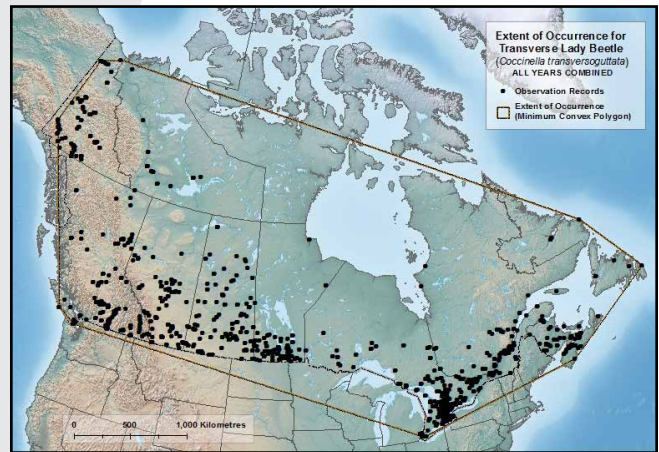 Extent of Occurrence for
Transverse Lady Beetle
(Coccinella transversoguttata)
ALL YEARS COMBINED
Observation Records
Extent of Occurrence
(Minimum Convex Polygon)
0 500 1,000 Kilometres